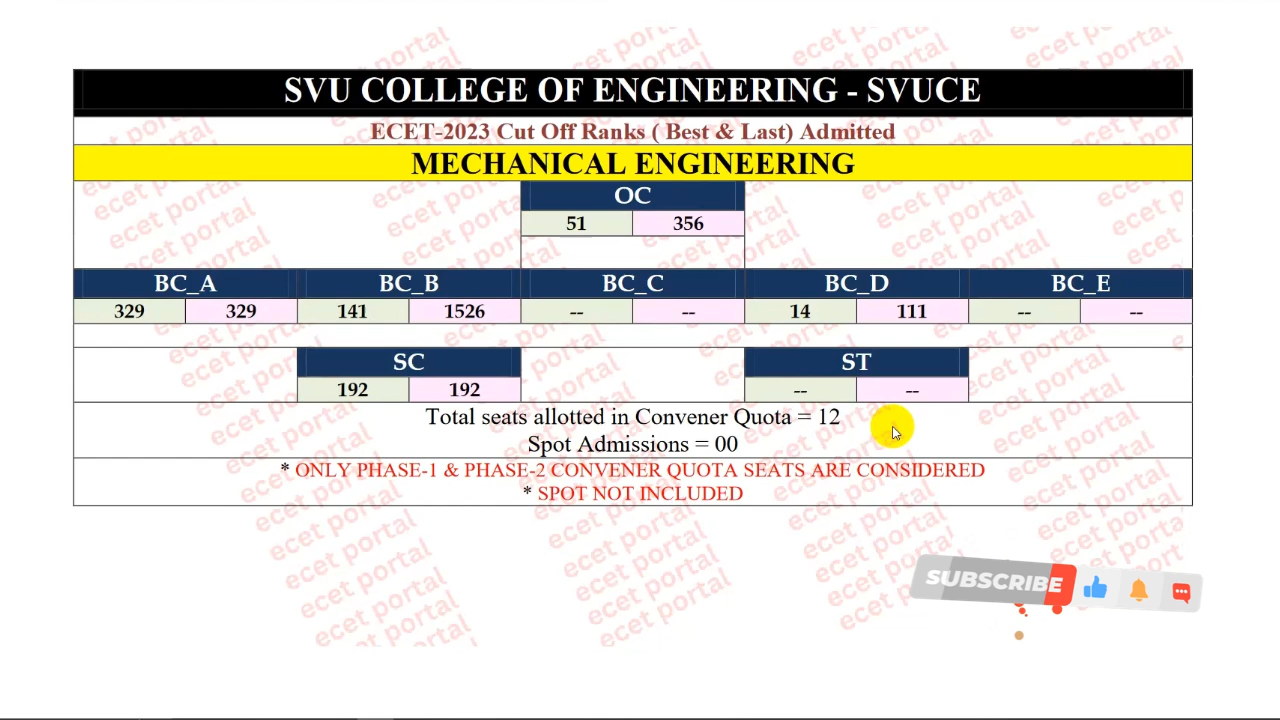 SVU COLLEGE OF ENGINEERING - SVUCE
ECET-2023 Cut Off Ranks ( Best & Last) Admitted
MECHANICAL ENGINEERING
OC
51 356
BC_A BC_B BC_C BC_D BC_E
329 329 141 1526 -- -- 14 111 -- --
SC ST
192 192 -- --
Total seats allotted in Convener Quota = 12
Spot Admissions = 00
* ONLY PHASE-1 & PHASE-2 CONVENER QUOTA SEATS ARE CONSIDERED
* SPOT NOT INCLUDED
SUBSCRIBE
ecet portal